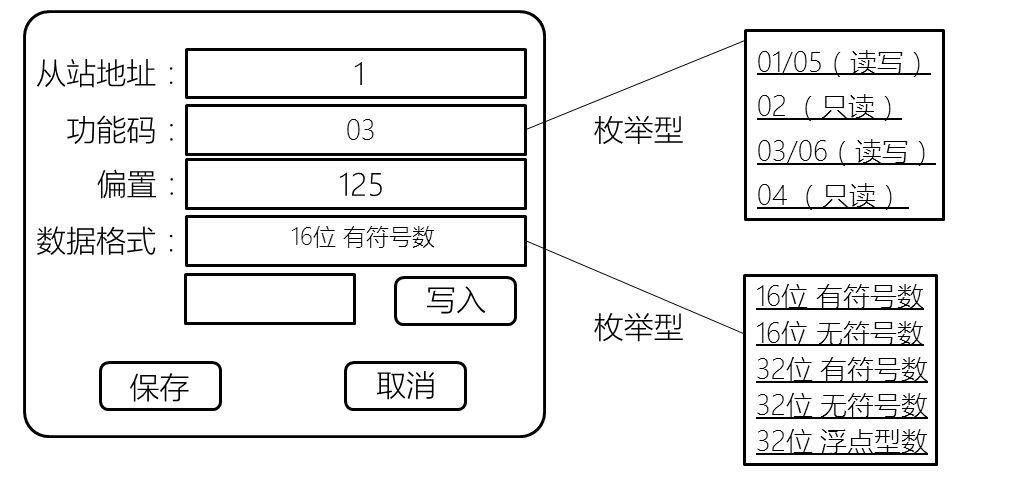 从站地址：1
功能码：03
偏置：125
数据格式：16位 有符号数
写入
保存
取消
枚举型
01/05（读写）
02 （只读）
03/06（读写）
04 （只读）
枚举型
16位 有符号数
16位 无符号数
32位 有符号数
32位 无符号数
32位 浮点型数